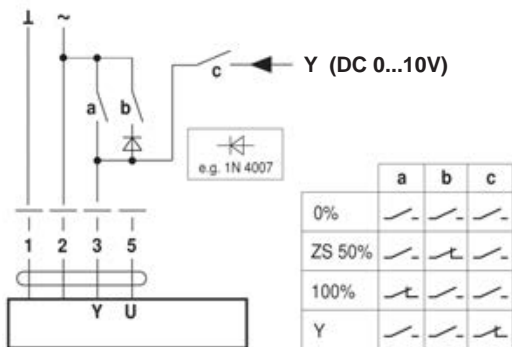 ⊥ ~
c
Y (DC 0...10V)
a b
e.g. 1N 4007
1 2 3 5
Y U
a b c
0%
ZS 50%
100%
Y